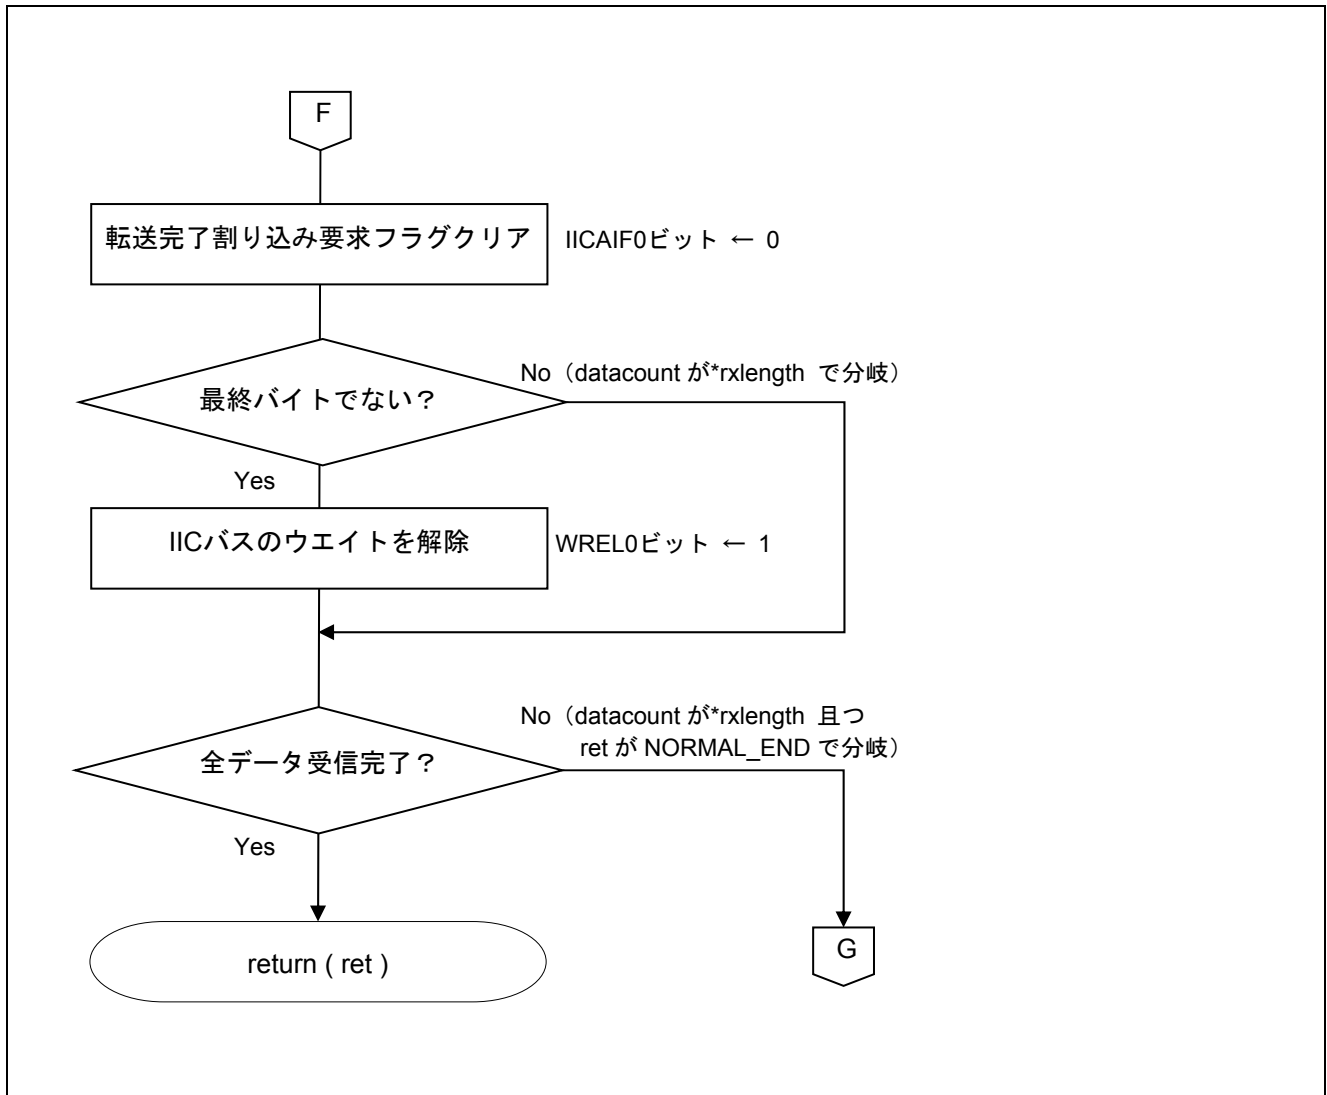 F
転送完了割り込み要求フラグクリア
IICAIF0ビット ← 0
No（datacount が*rxlength で分岐）
最終バイトでない？
Yes
IICバスのウエイトを解除
WREL0ビット ← 1
No（datacount が*rxlength 且つ
ret が NORMAL_END で分岐）
全データ受信完了？
Yes
return ( ret )
G